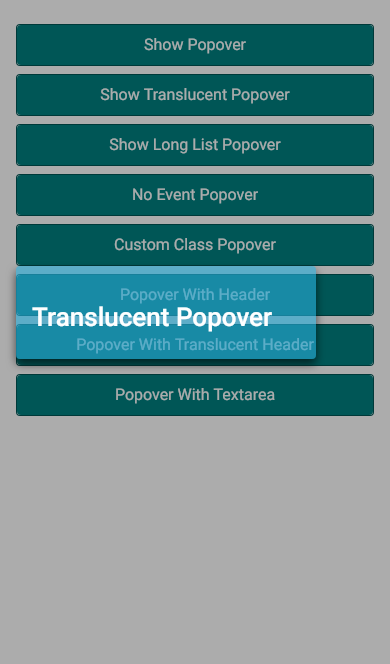 Show Popover
Show Translucent Popover
Show Long List Popover
No Event Popover
Custom Class Popover
Popover With Header
Translucent Popover
Popover With Translucent Header
Popover With Textarea